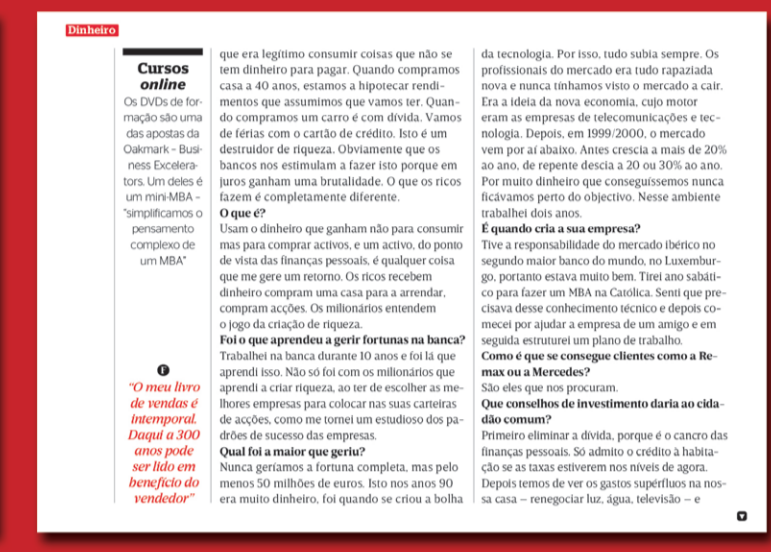 Dinheiro
Cursos
online
Os DVDs de for-
mação são uma
das apostas da
Oakmark – Busi-
ness Excelera-
tors. Um deles é
um mini-MBA –
"simplificamos o
pensamento
complexo de
um MBA"
F
"O meu livro
de vendas é
intemporal.
Daqui a 300
anos pode
ser lido em
benefício do
vendedor"
que era legítimo consumir coisas que não se
tem dinheiro para pagar. Quando compramos
casa a 40 anos, estamos a hipotecar rendi-
mentos que assumimos que vamos ter. Quan-
do compramos um carro é com dívida. Vamos
de férias com o cartão de crédito. Isto é um
destruidor de riqueza. Obviamente que os
bancos nos estimulam a fazer isto porque em
juros ganham uma brutalidade. O que os ricos
fazem é completamente diferente.
O que é?
Usam o dinheiro que ganham não para consumir
mas para comprar activos, e um activo, do ponto
de vista das finanças pessoais, é qualquer coisa
que me gere um retorno. Os ricos recebem
dinheiro compram uma casa para a arrendar,
compram acções. Os milionários entendem
o jogo da criação de riqueza.
Foi o que aprendeu a gerir fortunas na banca?
Trabalhei na banca durante 10 anos e foi lá que
aprendi isso. Não só foi com os milionários que
aprendi a criar riqueza, ao ter de escolher as me-
lhores empresas para colocar nas suas carteiras
de acções, como me tornei um estudioso dos pa-
drões de sucesso das empresas.
Qual foi a maior que geriu?
Nunca geríamos a fortuna completa, mas pelo
menos 50 milhões de euros. Isto nos anos 90
era muito dinheiro, foi quando se criou a bolha
da tecnologia. Por isso, tudo subia sempre. Os
profissionais do mercado era tudo rapaziada
nova e nunca tínhamos visto o mercado a cair.
Era a ideia da nova economia, cujo motor
eram as empresas de telecomunicações e tec-
nologia. Depois, em 1999/2000, o mercado
vem por aí abaixo. Antes crescia a mais de 20%
ao ano, de repente descia a 20 ou 30% ao ano.
Por muito dinheiro que conseguíssemos nunca
ficávamos perto do objectivo. Nesse ambiente
trabalhei dois anos.
É quando cria a sua empresa?
Tive a responsabilidade do mercado ibérico no
segundo maior banco do mundo, no Luxembur-
go, portanto estava muito bem. Tirei ano sabáti-
co para fazer um MBA na Católica. Senti que pre-
cisava desse conhecimento técnico e depois co-
mecei por ajudar a empresa de um amigo e em
seguida estruturei um plano de trabalho.
Como é que se consegue clientes como a Re-
max ou a Mercedes?
São eles que nos procuram.
Que conselhos de investimento daria ao cida-
dão comum?
Primeiro eliminar a dívida, porque é o cancro das
finanças pessoais. Só admito o crédito à habita-
ção se as taxas estiverem nos níveis de agora.
Depois temos de ver os gastos supérfluos na nos-
sa casa – renegociar luz, água, televisão – e